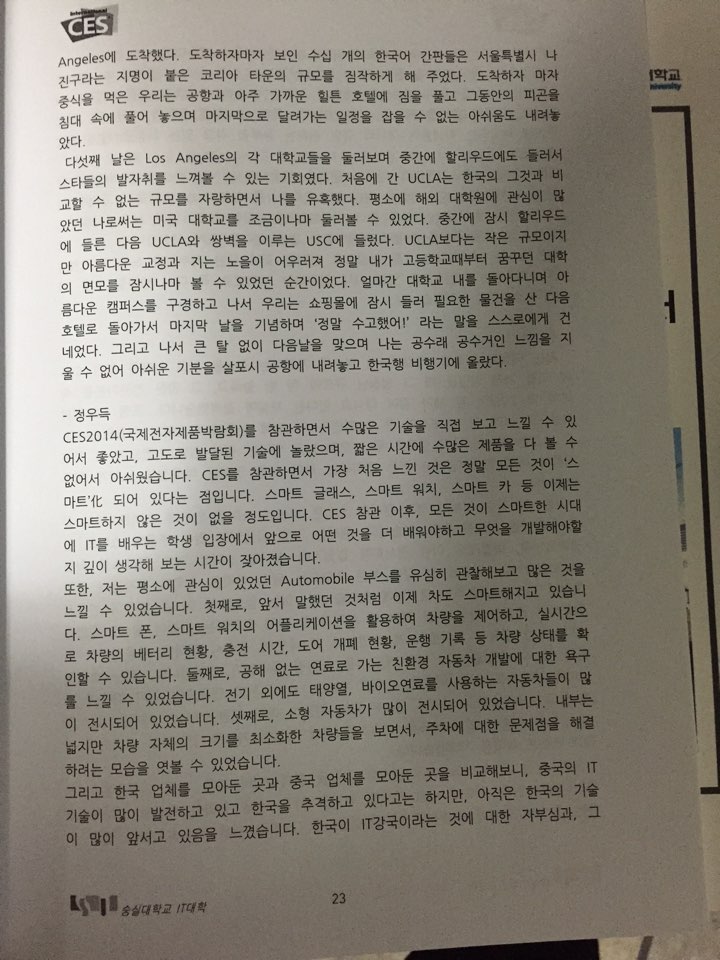 International
CES
Angeles에 도착했다. 도착하자마자 보인 수십 개의 한국어 간판들은 서울특별시 나
진구라는 지명이 붙은 코리아 타운의 규모를 짐작하게 해 주었다. 도착하자 마자
중식을 먹은 우리는 공항과 아주 가까운 힐튼 호텔에 짐을 풀고 그동안의 피곤을
침대 속에 풀어 놓으며 마지막으로 달려가는 일정을 잡을 수 없는 아쉬움도 내려놓
았다.
다섯째 날은 Los Angeles의 각 대학교들을 둘러보며 중간에 할리우드에도 들러서
스타들의 발자취를 느껴볼 수 있는 기회였다. 처음에 간 UCLA는 한국의 그것과 비
교할 수 없는 규모를 자랑하면서 나를 유혹했다. 평소에 해외 대학원에 관심이 많
았던 나로써는 미국 대학교를 조금이나마 둘러볼 수 있었다. 중간에 잠시 할리우드
에 들른 다음 UCLA와 쌍벽을 이루는 USC에 들렀다. UCLA보다는 작은 규모이지
만 아름다운 교정과 지는 노을이 어우러져 정말 내가 고등학교때부터 꿈꾸던 대학
의 면모를 잠시나마 볼 수 있었던 순간이었다. 얼마간 대학교 내를 돌아다니며 아
름다운 캠퍼스를 구경하고 나서 우리는 쇼핑몰에 잠시 들러 필요한 물건을 산 다음
호텔로 돌아가서 마지막 날을 기념하며 ‘정말 수고했어!’ 라는 말을 스스로에게 건
네었다. 그리고 나서 큰 탈 없이 다음날을 맞으며 나는 공수래 공수거인 느낌을 지
울 수 없어 아쉬운 기분을 살포시 공항에 내려놓고 한국행 비행기에 올랐다.
- 정우득
CES2014(국제전자제품박람회)를 참관하면서 수많은 기술을 직접 보고 느낄 수 있
어서 좋았고, 고도로 발달된 기술에 놀랐으며, 짧은 시간에 수많은 제품을 다 볼 수
없어서 아쉬웠습니다. CES를 참관하면서 가장 처음 느낀 것은 정말 모든 것이 ‘스
마트’化 되어 있다는 점입니다. 스마트 글래스, 스마트 워치, 스마트 카 등 이제는
스마트하지 않은 것이 없을 정도입니다. CES 참관 이후, 모든 것이 스마트한 시대
에 IT를 배우는 학생 입장에서 앞으로 어떤 것을 더 배워야하고 무엇을 개발해야할
지 깊이 생각해 보는 시간이 잦아졌습니다.
또한, 저는 평소에 관심이 있었던 Automobile 부스를 유심히 관찰해보고 많은 것을
느낄 수 있었습니다. 첫째로, 앞서 말했던 것처럼 이제 차도 스마트해지고 있습니
다. 스마트 폰, 스마트 워치의 어플리케이션을 활용하여 차량을 제어하고, 실시간으
로 차량의 베터리 현황, 충전 시간, 도어 개폐 현황, 운행 기록 등 차량 상태를 확
인할 수 있습니다. 둘째로, 공해 없는 연료로 가는 친환경 자동차 개발에 대한 욕구
를 느낄 수 있었습니다. 전기 외에도 태양열, 바이오연료를 사용하는 자동차들이 많
이 전시되어 있었습니다. 셋째로, 소형 자동차가 많이 전시되어 있었습니다. 내부는
넓지만 차량 자체의 크기를 최소화한 차량들을 보면서, 주차에 대한 문제점을 해결
하려는 모습을 엿볼 수 있었습니다.
그리고 한국 업체를 모아둔 곳과 중국 업체를 모아둔 곳을 비교해보니, 중국의 IT
기술이 많이 발전하고 있고 한국을 추격하고 있다고는 하지만, 아직은 한국의 기술
이 많이 앞서고 있음을 느꼈습니다. 한국이 IT강국이라는 것에 대한 자부심과, 그
숭실대학교 IT대학
23
학교